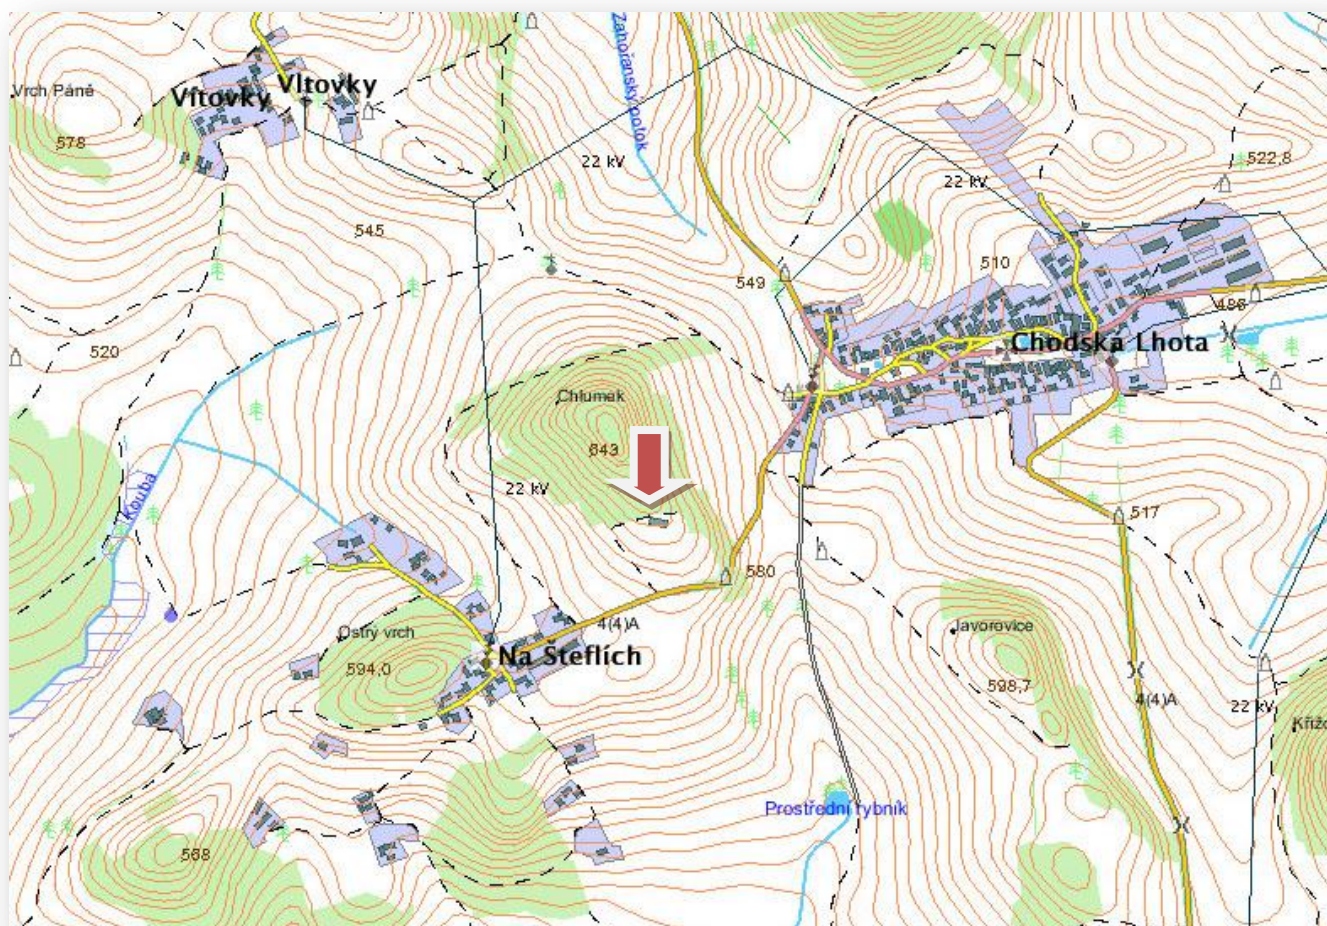 Zahořanský potok
Vltovky
Vítovky
Vrch Páně
578
22 kV
522,8
22 kV
545
510
549
486
Chodská Lhota
520
Chlumek
643
22 kV
Kouba
517
580
4(4)A
Javorovice
Ostrý vrch
Na Šteflích
594,0
598,7
4(4)A
22 kV
Prostřední rybník
568